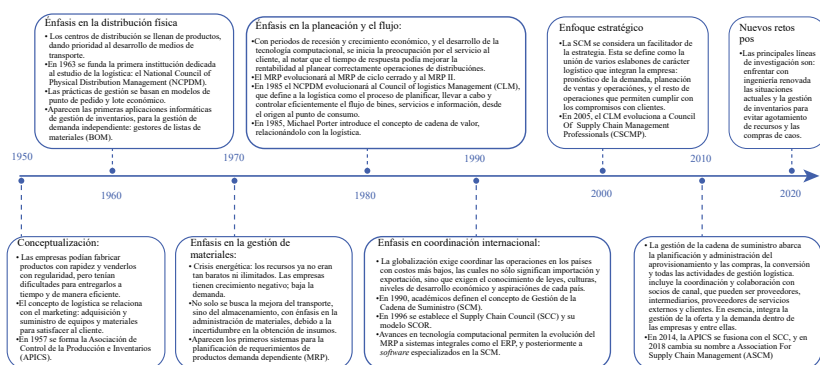 Énfasis en la distribución física
• Los centros de distribución se llenan de productos,
dando prioridad al desarrollo de medios de
transporte.
• En 1963 se funda la primera institución dedicada
al estudio de la logística: el National Council of
Physical Distribution Management (NCPDM).
• Las prácticas de gestión se basan en modelos de
punto de pedido y lote económico.
• Aparecen las primeras aplicaciones informáticas
de gestión de inventarios, para la gestión de
demanda independiente: gestores de listas de
materiales (BOM).
Énfasis en la planeación y el flujo:
•Con periodos de recesión y crecimiento económico, y el desarrollo de la
tecnología computacional, se inicia la preocupación por el servicio al
cliente, al notar que el tiempo de respuesta podía mejorar la
rentabilidad al planear correctamente operaciones de distribuciónes.
•El MRP evolucionará al MRP de ciclo cerrado y al MRP II.
•En 1985 el NCPDM evolucionará al Council of logistics Management (CLM),
que define a la logística como el proceso de planificar, llevar a cabo y
controlar eficientemente el flujo de bines, servicios e información, desde
el origen al punto de consumo.
•En 1985, Michael Porter introduce el concepto de cadena de valor,
relacionándolo con la logística.
Enfoque estratégico
•La SCM se considera un facilitador de
la estrategia. Esta se define como la
unión de varios eslabones de carácter
logístico que integran la empresa:
pronóstico de la demanda, planeación
de ventas y operaciónes, y el resto de
operaciones que permiten cumplir con
los compromisos con clientes.
•En 2005, el CLM evoluciona a Council
Of Supply Chain Management
Professionals (CSCMP).
Nuevos retos
pos
• Las principales líneas
de investigación son:
enfrentar con
ingeniería renovada
las situaciones
actuales y la gestión
de inventarios para
evitar agotamiento
de recursos y las
compras de caos.
1950
1960
1970
1980
1990
2000
2010
2020
Conceptualización:
• Las empresas podían fabricar
productos con rapidez y venderlos
con regularidad, pero tenían
dificultades para entregarlos a
tiempo y de manera eficiente.
• El concepto de logística se relaciona
con el marketing: adquisición y
suministro de equipos y materiales
para satisfacer al cliente.
• En 1957 se forma la Asociación de
Control de la Producción e Inventarios
(APICS).
Enfasis en la gestión de
materiales:
• Crisis energética: los recursos ya no eran
tan baratos ni ilimitados. Las empresas
tienen crecimiento negativo; baja la
demanda.
• No solo se busca la mejora del transporte, sino
del almacenamiento, con énfasis en la
administración de materiales, debido a la
incertidumbre en la obtención de insumos.
•Aparecen los primeros sistemas para la
planificación de requerimientos de
productos demanda dependiente (MRP).
Enfasis en coordinación internacional:
• La globalización exige coordinar las operaciones en los países
con costos más bajos, las cuales no sólo significan importación y
exportación, sino que exigen el conocimiento de leyes, culturas,
niveles de desarrollo económico y aspiraciónes de cada país.
• En 1990, académicos definen el concepto de Gestión de la
Cadena de Suministro (SCM).
• En 1996 se establece el Supply Chain Council (SCC) y su
modelo SCOR.
• Avances en tecnología computacional permiten la evolución del
MRP a sistemas integrales como el ERP, y posteriormente a
software especializados en la SCM.
• La gestión de la cadena de suministro abarca
la planificación y administración del
aprovisionamiento y las compras, la conversión
y todas las actividades de gestión logística.
incluye la coordinación y colaboración con
socios de canal, que pueden ser proveedores,
intermediarios, proveeedores de servicios
externos y clientes. En esencia, integra la
gestión de la oferta y la demanda dentro de
las empresas y entre ellas.
• En 2014, la APICS se fusiona con el SCC, y en
2018 cambia su nombre a Association For
Supply Chain Management (ASCM)